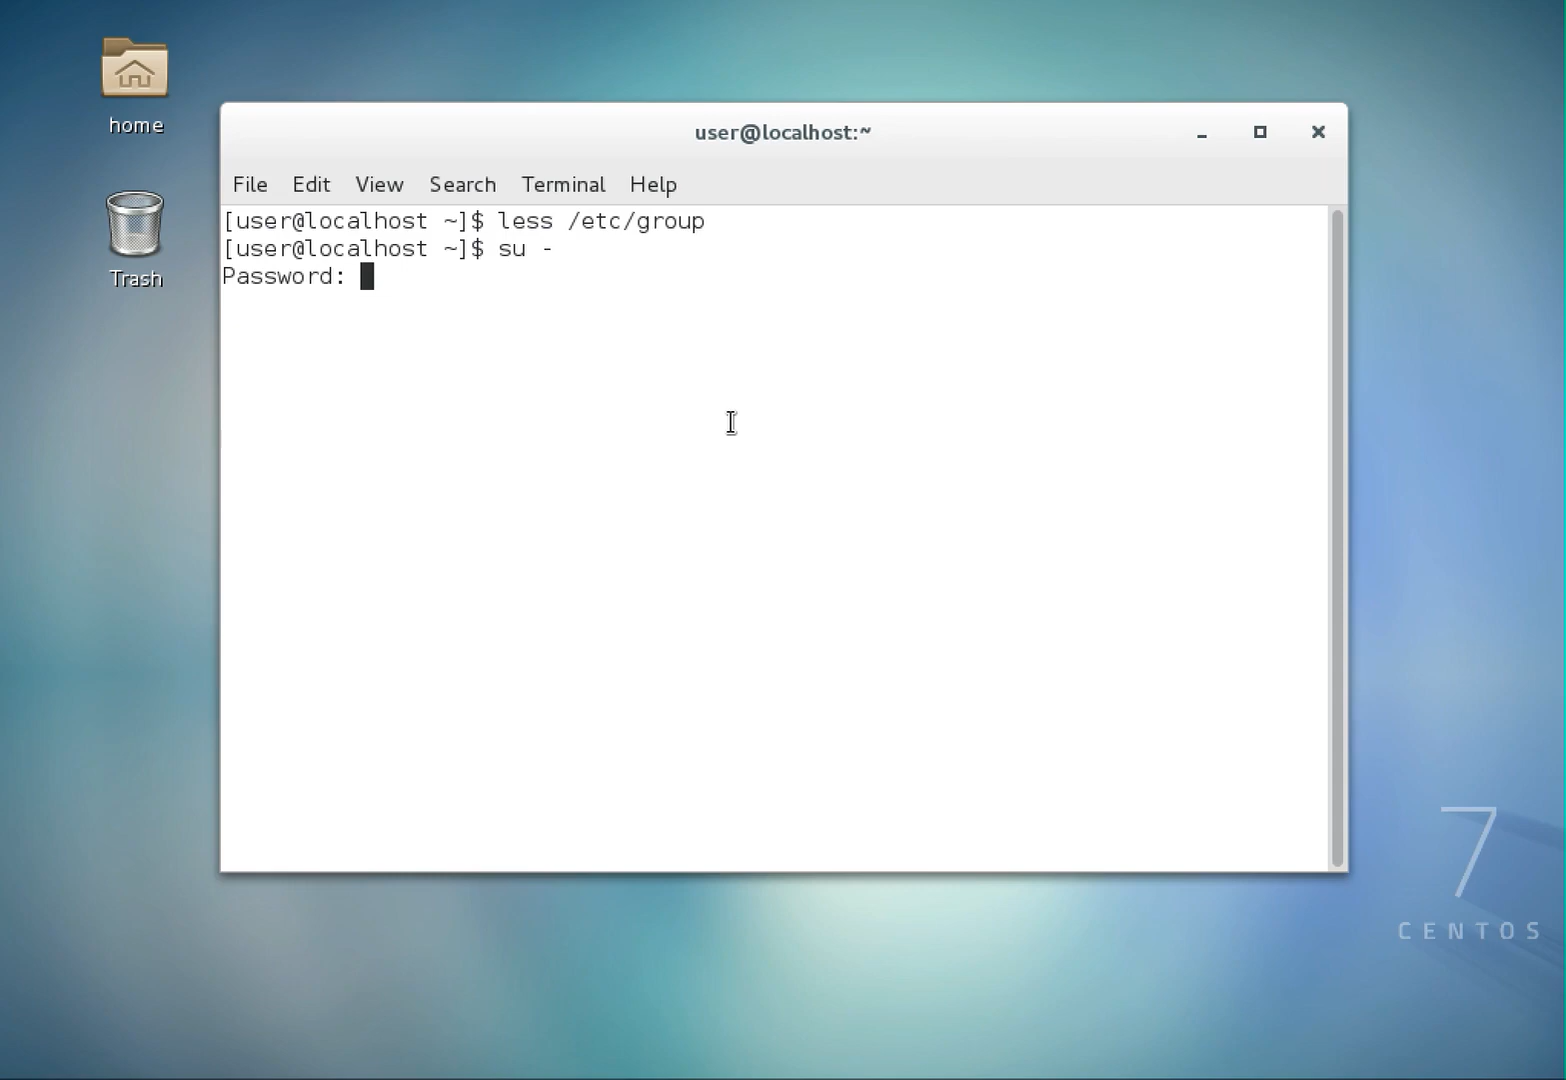 home
Trash
user@localhost:~
File Edit View Search Terminal Help
[user@localhost ~]$ less /etc/group
[user@localhost ~]$ su -
Password:
7
CENTOS